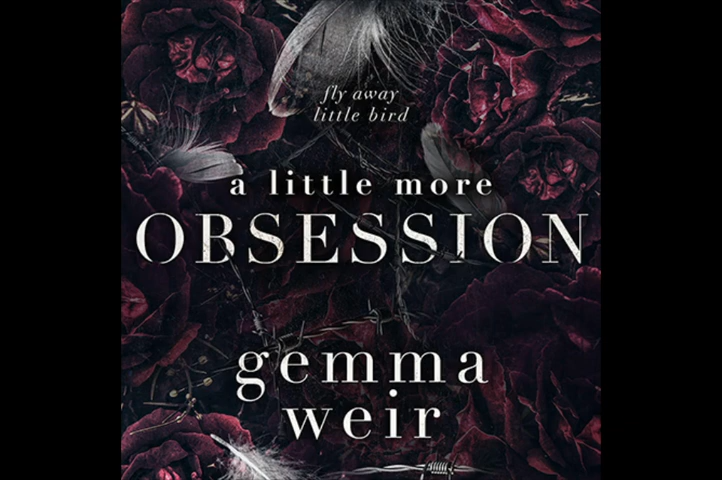 fly away
little bird
a little more
OBSESSION
gemma
weir